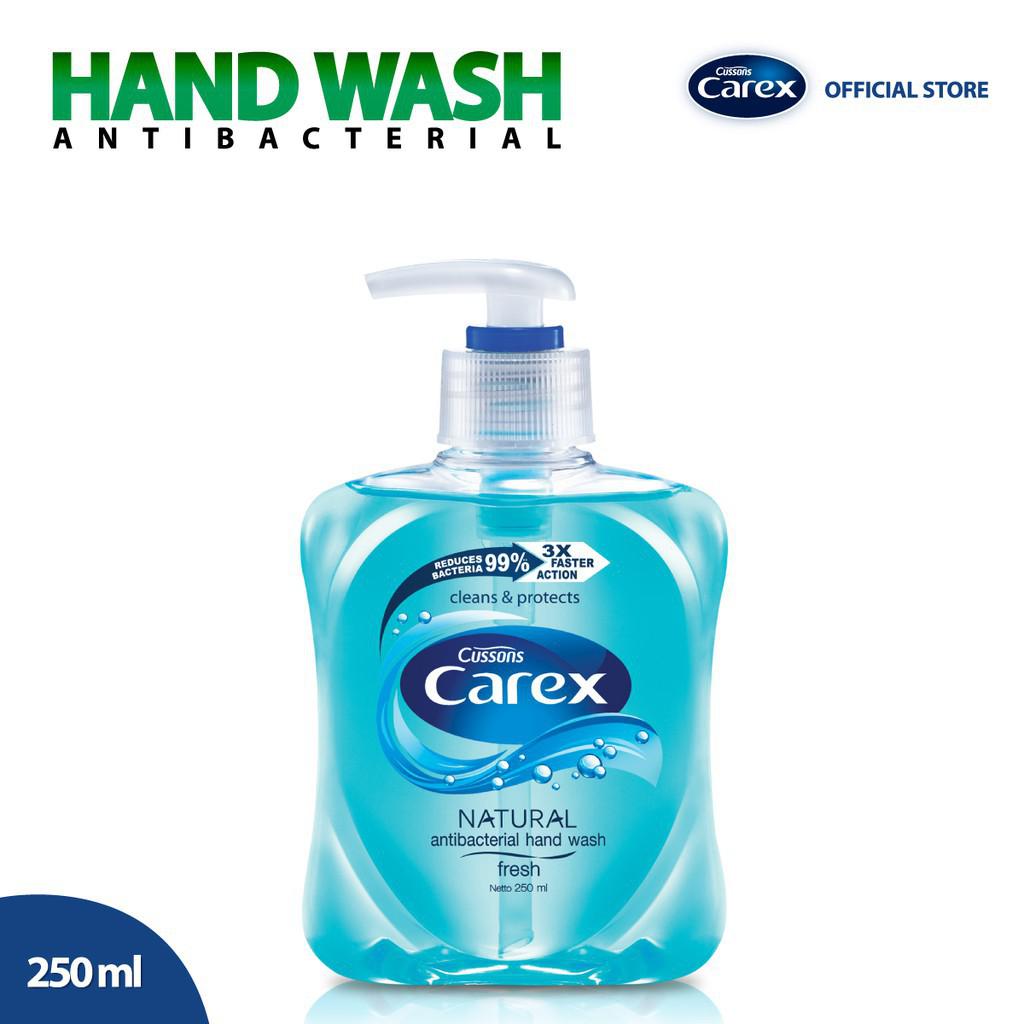 HAND WASH
ANTIBACTERIAL
Cussons
Carex
OFFICIAL STORE
REDUCES
BACTERIA 99%
3X
FASTER
ACTION
cleans & protects
Cussons
Carex
NATURAL
antibacterial hand wash
fresh
Netto 250 ml
250 ml